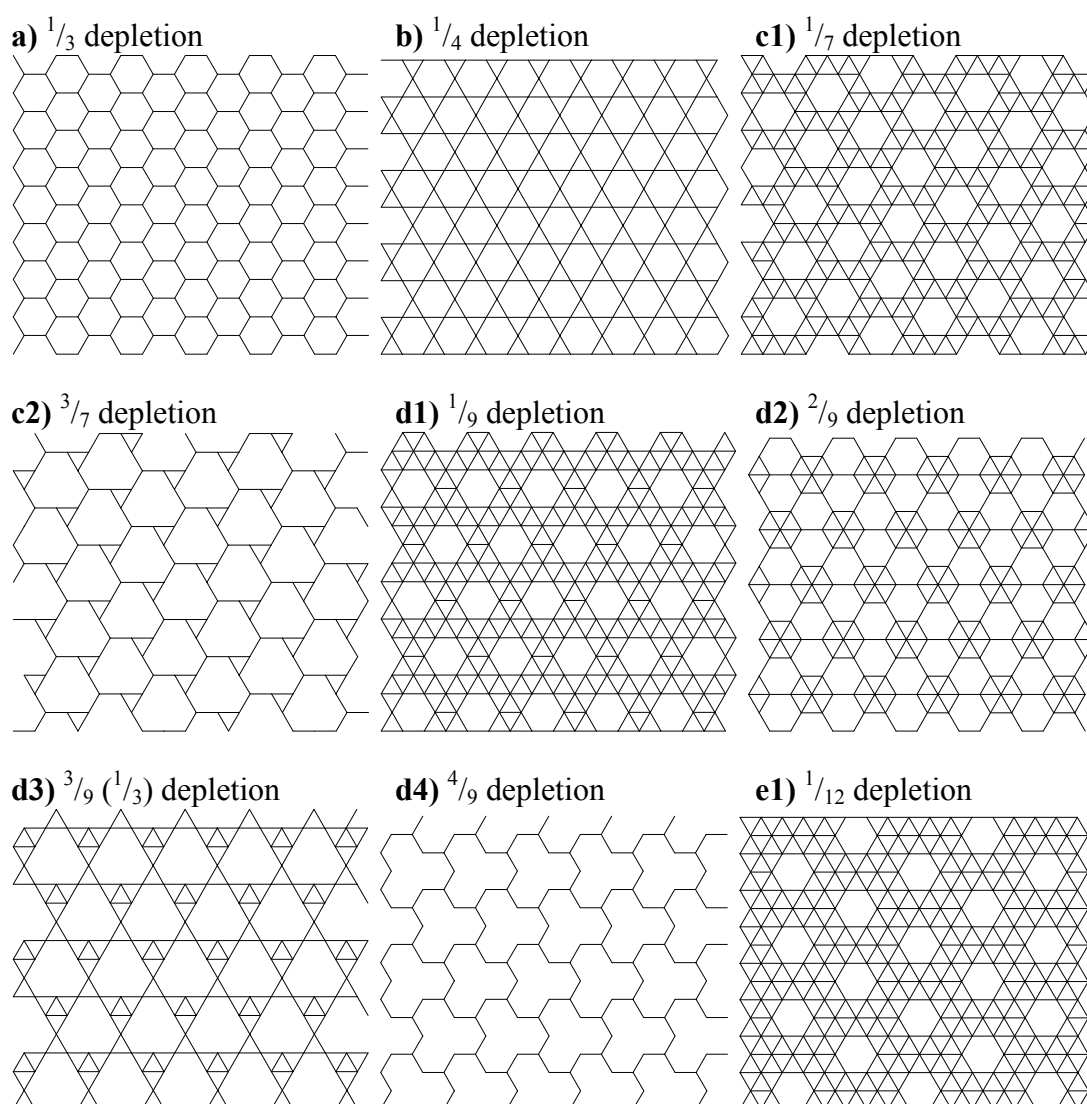 a) 1/3 depletion
b) 1/4 depletion
c1) 1/7 depletion
c2) 3/7 depletion
d1) 1/9 depletion
d2) 2/9 depletion
d3) 3/9 (1/3) depletion
d4) 4/9 depletion
e1) 1/12 depletion